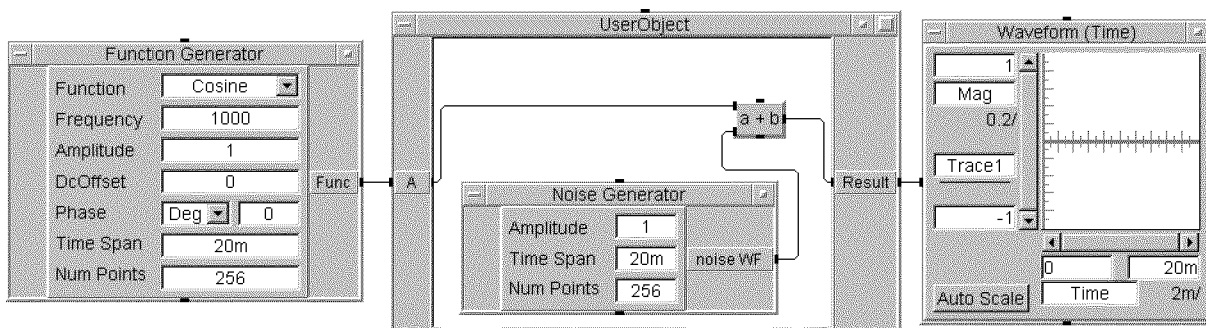 Function Generator
Function Cosine
Frequency 1000
Amplitude 1
DcOffset 0
Phase Deg 0
Time Span 20m
Num Points 256
Func
UserObject
A
a + b
Noise Generator
Amplitude 1
Time Span 20m
Num Points 256
noise WF
Result
Waveform (Time)
1
Mag
0.2/
Trace1
-1
0 20m
Auto Scale Time 2m/